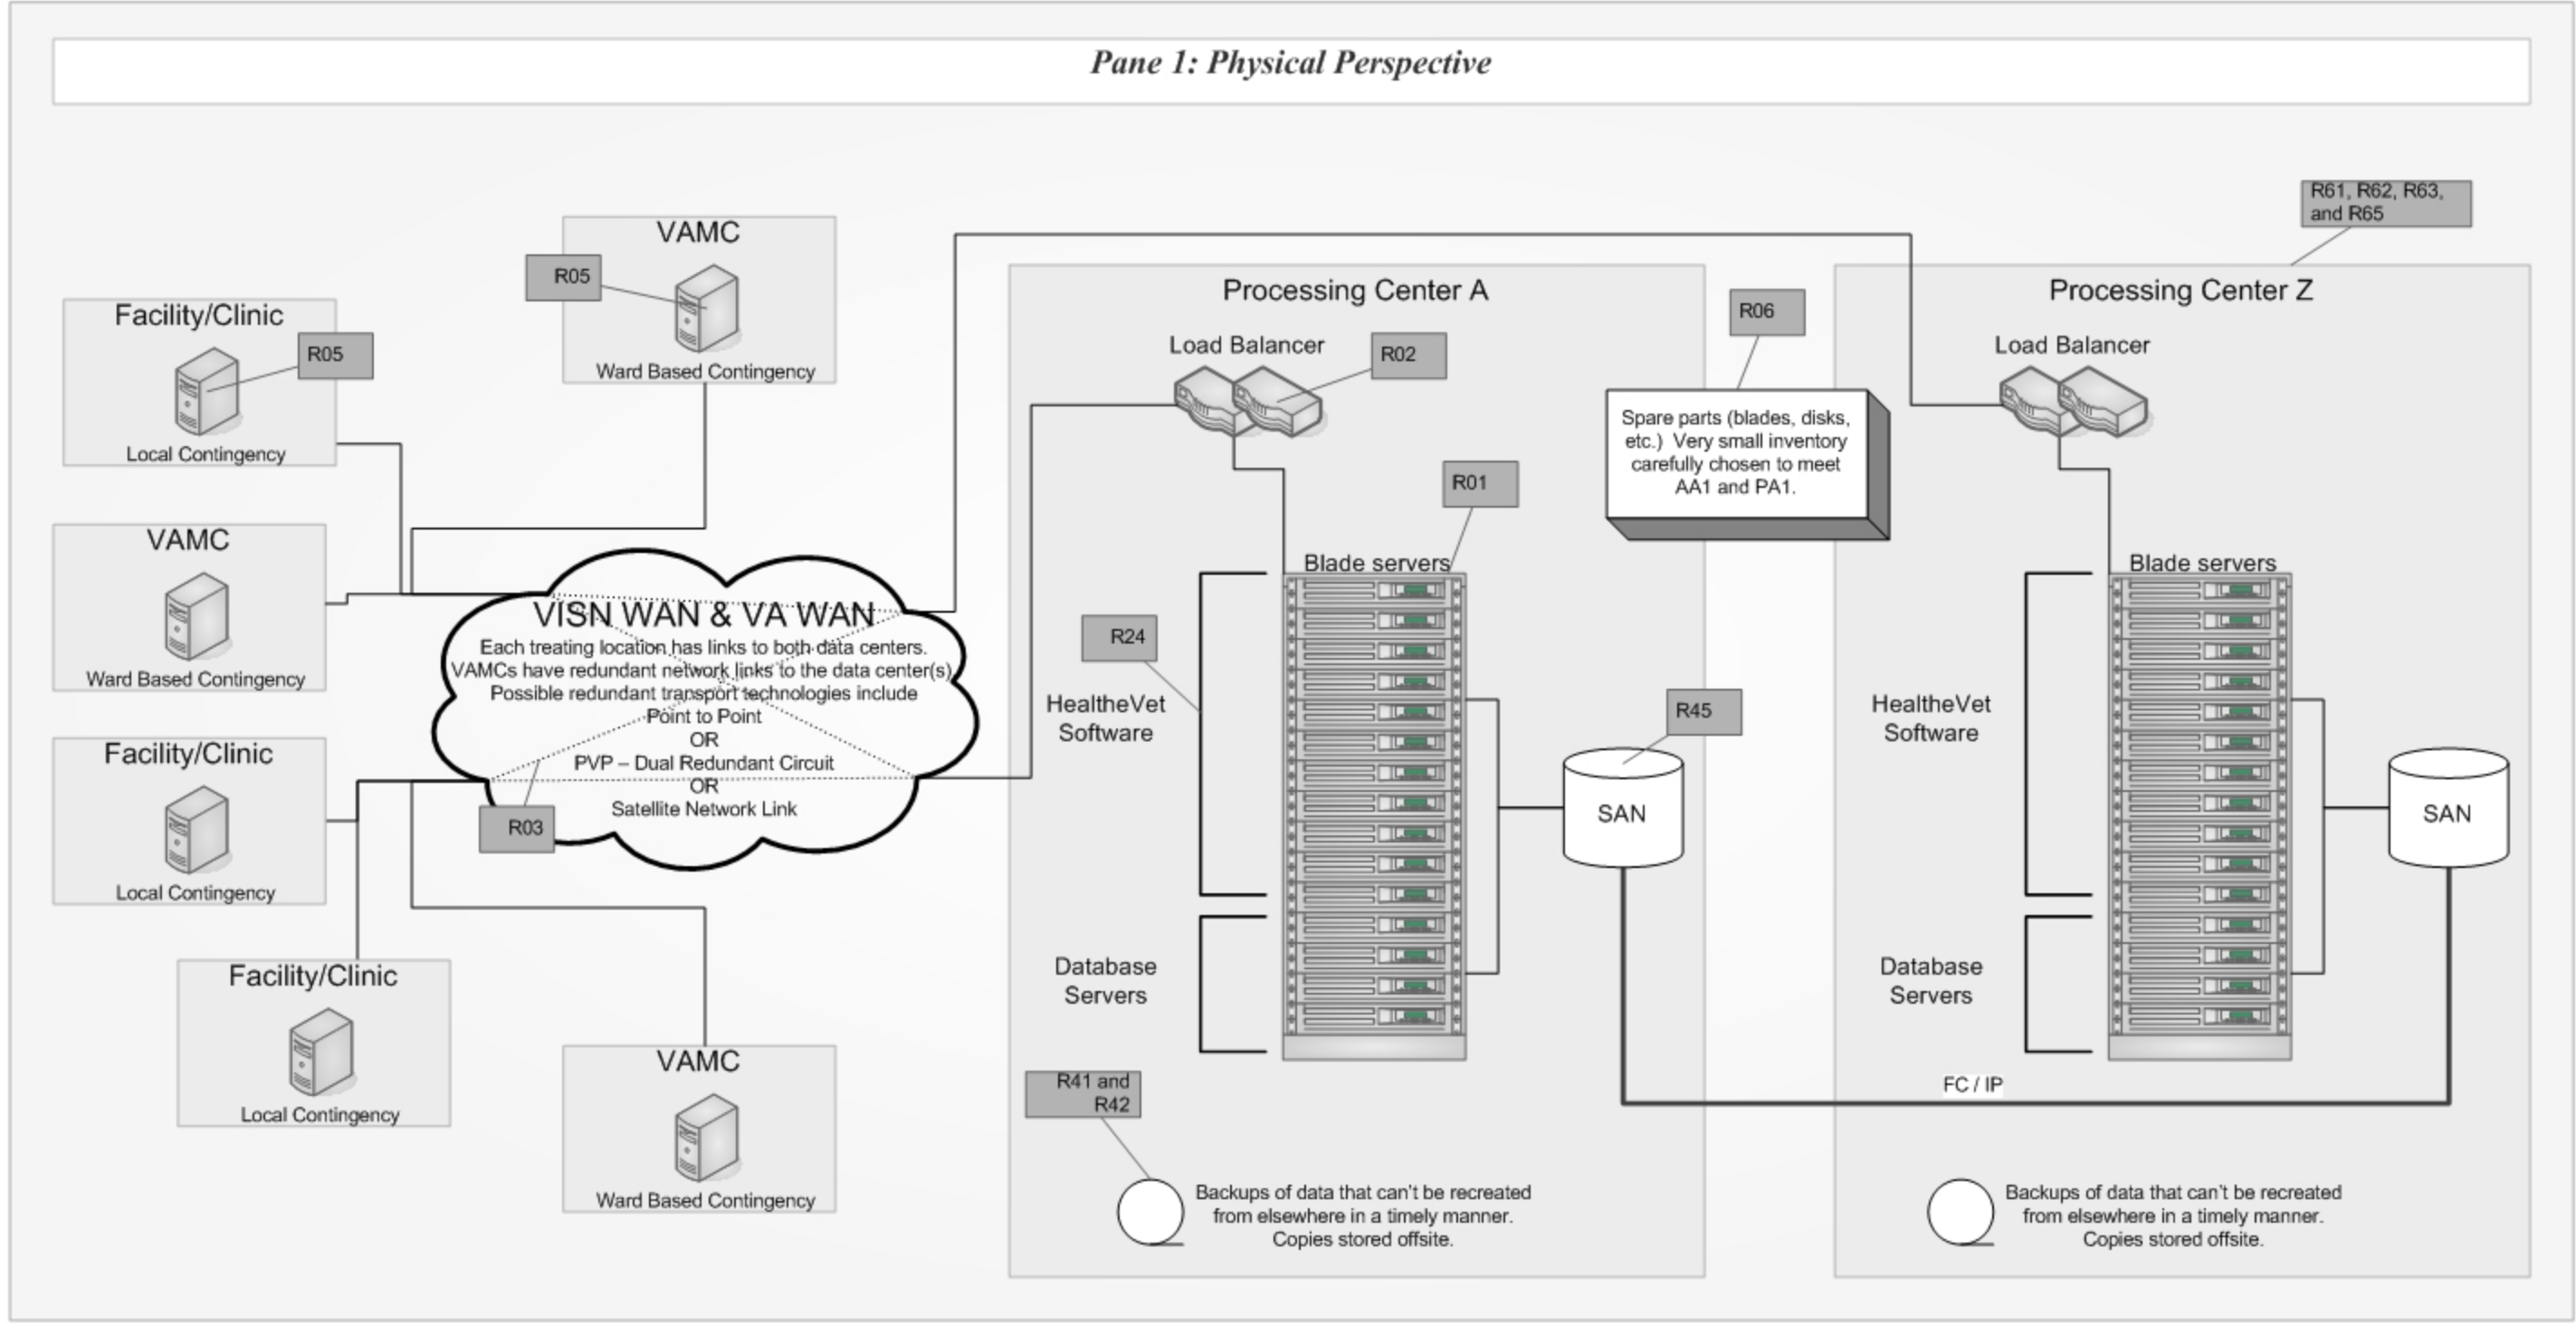 Pane 1: Physical Perspective
R61, R62, R63,
and R65
VAMC
R05
Ward Based Contingency
Facility/Clinic
R05
Local Contingency
VAMC
Ward Based Contingency
Facility/Clinic
Local Contingency
Facility/Clinic
Local Contingency
VAMC
Ward Based Contingency
VISN WAN & VA WAN
Each treating location has links to both data centers.
VAMCs have redundant network links to the data center(s)
Possible redundant transport technologies include
Point to Point
OR
PVP – Dual Redundant Circuit
OR
Satellite Network Link
R03
Processing Center A
Load Balancer
R02
R01
Blade servers
R24
HealtheVet
Software
R45
SAN
Database
Servers
R41 and
R42
Backups of data that can't be recreated
from elsewhere in a timely manner.
Copies stored offsite.
R06
Spare parts (blades, disks,
etc.) Very small inventory
carefully chosen to meet
AA1 and PA1.
Processing Center Z
Load Balancer
Blade servers
HealtheVet
Software
SAN
Database
Servers
FC / IP
Backups of data that can't be recreated
from elsewhere in a timely manner.
Copies stored offsite.